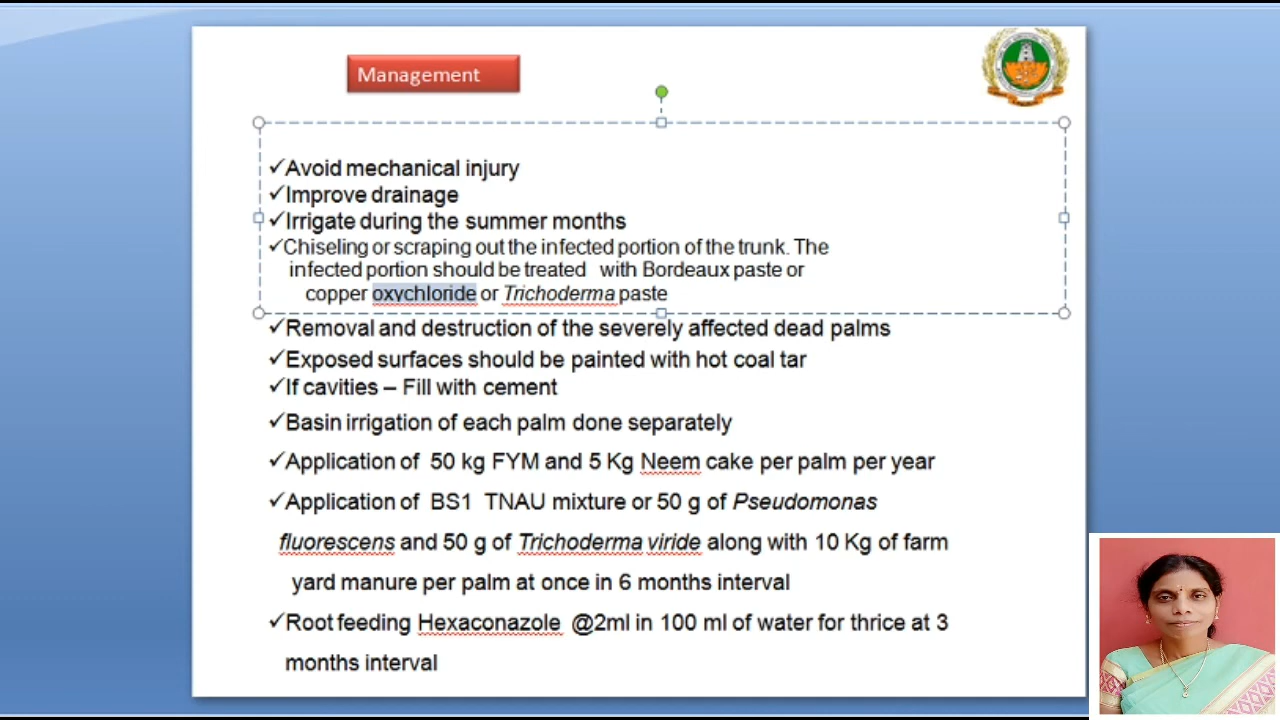 Management
✓Avoid mechanical injury
✓Improve drainage
✓Irrigate during the summer months
✓Chiseling or scraping out the infected portion of the trunk. The
infected portion should be treated with Bordeaux paste or
copper oxychloride or Trichoderma paste
✓Removal and destruction of the severely affected dead palms
✓Exposed surfaces should be painted with hot coal tar
✓If cavities – Fill with cement
✓Basin irrigation of each palm done separately
✓Application of 50 kg FYM and 5 Kg Neem cake per palm per year
✓Application of BS1 TNAU mixture or 50 g of Pseudomonas
fluorescens and 50 g of Trichoderma viride along with 10 Kg of farm
yard manure per palm at once in 6 months interval
✓Root feeding Hexaconazole @2ml in 100 ml of water for thrice at 3
months interval